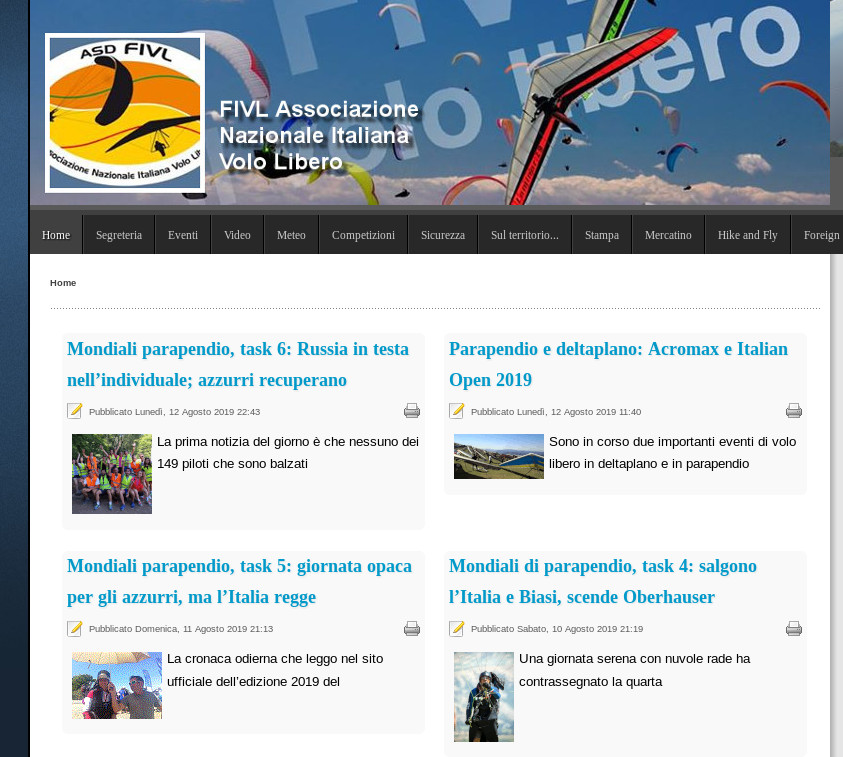 FIVL
volo libero
ASD FIVL
Associazione Nazionale Italiana Volo Libero
FIVL Associazione
Nazionale Italiana
Volo Libero
Home Segreteria Eventi Video Meteo Competizioni Sicurezza Sul territorio... Stampa Mercatino Hike and Fly Foreign
Home
Mondiali parapendio, task 6: Russia in testa
nell’individuale; azzurri recuperano
Pubblicato Lunedì, 12 Agosto 2019 22:43
La prima notizia del giorno è che nessuno dei
149 piloti che sono balzati
Parapendio e deltaplano: Acromax e Italian
Open 2019
Pubblicato Lunedì, 12 Agosto 2019 11:40
Sono in corso due importanti eventi di volo
libero in deltaplano e in parapendio
Mondiali parapendio, task 5: giornata opaca
per gli azzurri, ma l’Italia regge
Pubblicato Domenica, 11 Agosto 2019 21:13
La cronaca odierna che leggo nel sito
ufficiale dell’edizione 2019 del
Mondiali di parapendio, task 4: salgono
l’Italia e Biasi, scende Oberhauser
Pubblicato Sabato, 10 Agosto 2019 21:19
Una giornata serena con nuvole rade ha
contrassegnato la quarta